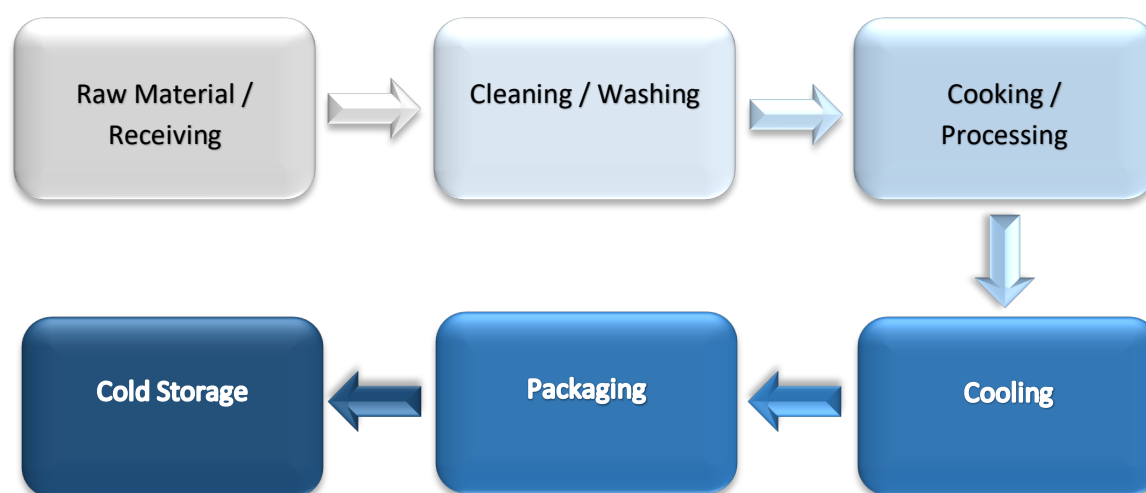 Raw Material /
Receiving
Cleaning / Washing
Cooking /
Processing
Cooling
Packaging
Cold Storage